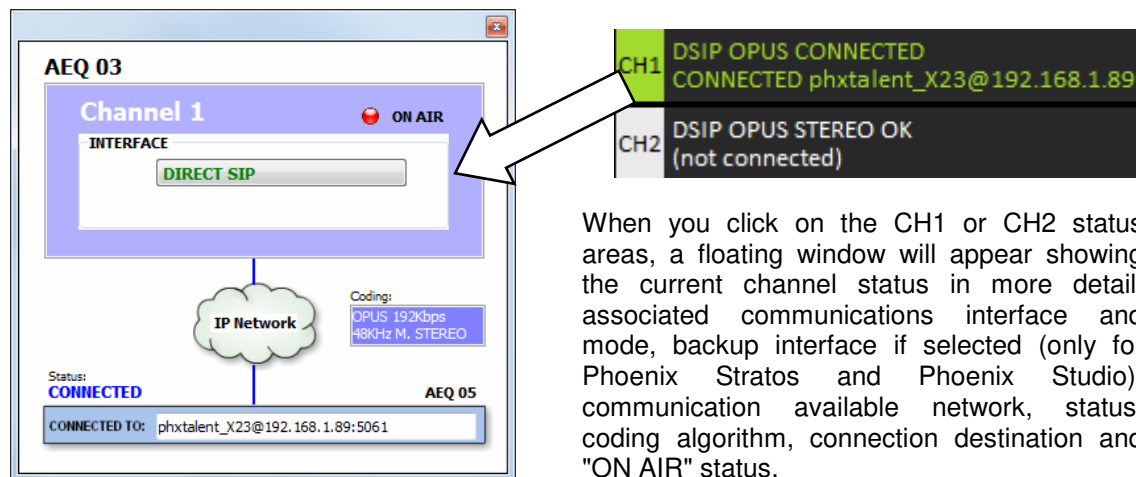 AEQ 03
Channel 1
ON AIR
INTERFACE
DIRECT SIP
IP Network
Coding:
OPUS 192Kbps
48KHz M. STEREO
Status:
CONNECTED
AEQ 05
CONNECTED TO: phxtalent_X23@192.168.1.89:5061
CH1
DSIP OPUS CONNECTED
CONNECTED phxtalent_X23@192.168.1.89
CH2
DSIP OPUS STEREO OK
(not connected)
When you click on the CH1 or CH2 status
areas, a floating window will appear showing
the current channel status in more detail
associated communications interface and
mode, backup interface if selected (only fo
Phoenix Stratos and Phoenix Studio)
communication available network, status
coding algorithm, connection destination and
"ON AIR" status.